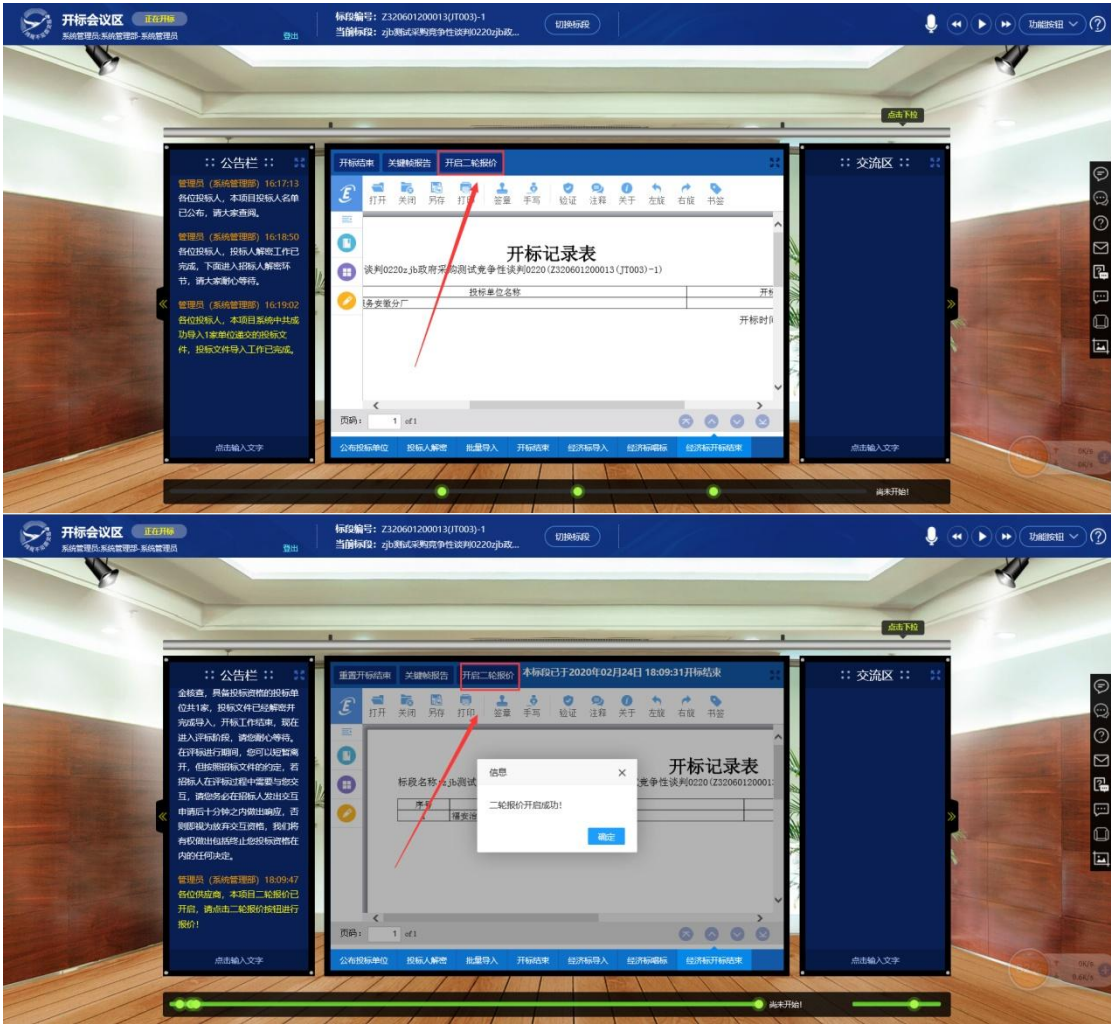 开标会议区 正在开标
系统管理员:系统管理部-系统管理员 登出
标段编号：Z320601200013(JT003)-1
当前标段：zjb测试采购竞争性谈判0220zjb政...
切换标段
功能按钮
点击下拉
:: 公告栏 ::
管理员 (系统管理部) 16:17:13
各位投标人，本项目投标人名单
已公布，请大家查阅。
管理员 (系统管理部) 16:18:50
各位投标人，投标人解密工作已
完成，下面进入招标人解密环
节，请大家耐心等待。
管理员 (系统管理部) 16:19:02
各位投标人，本项目系统中共成
功导入1家单位递交的投标文
件，投标文件导入工作已完成。
点击输入文字
开标结束 关键帧报告 开启二轮报价
打开 关闭 另存 打印 签章 手写 验证 注释 关于 左旋 右旋 书签
开标记录表
谈判0220zjb政府采购测试竞争性谈判0220(Z320601200013(JT003)-1)
投标单位名称
务安徽分厂
开标时间
页码： 1 of1
公布投标单位 投标人解密 批量导入 开标结束 经济标导入 经济标唱标 经济标开标结束
:: 交流区 ::
点击输入文字
尚未开始!
开标会议区 正在开标
系统管理员:系统管理部-系统管理员 登出
标段编号：Z320601200013(JT003)-1
当前标段：zjb测试采购竞争性谈判0220zjb政...
切换标段
功能按钮
点击下拉
:: 公告栏 ::
金核查，具备投标资格的投标单
位共1家，投标文件已经解密并
完成导入，开标工作结束，现在
进入评标阶段，请您耐心等待。
在评标进行期间，您可以短暂离
开，但按照招标文件的约定，若
招标人在评标过程中需要与您交
互，请您务必在招标人发出交互
申请后十分钟之内做出响应，否
则即视为放弃交互资格，我们将
有权做出包括终止您投标资格在
内的任何决定。
管理员 (系统管理部) 18:09:47
各位供应商，本项目二轮报价已
开启，请点击二轮报价按钮进行
报价!
点击输入文字
重置开标结束 关键帧报告 开启二轮报价 本标段已于2020年02月24日 18:09:31开标结束
打开 关闭 另存 打印 签章 手写 验证 注释 关于 左旋 右旋 书签
开标记录表
标段名称：zjb测试
竞争性谈判0220(Z32060120001
序号
信息
二轮报价开启成功!
确定
页码： 1 of1
公布投标单位 投标人解密 批量导入 开标结束 经济标导入 经济标唱标 经济标开标结束
:: 交流区 ::
点击输入文字
尚未开始!